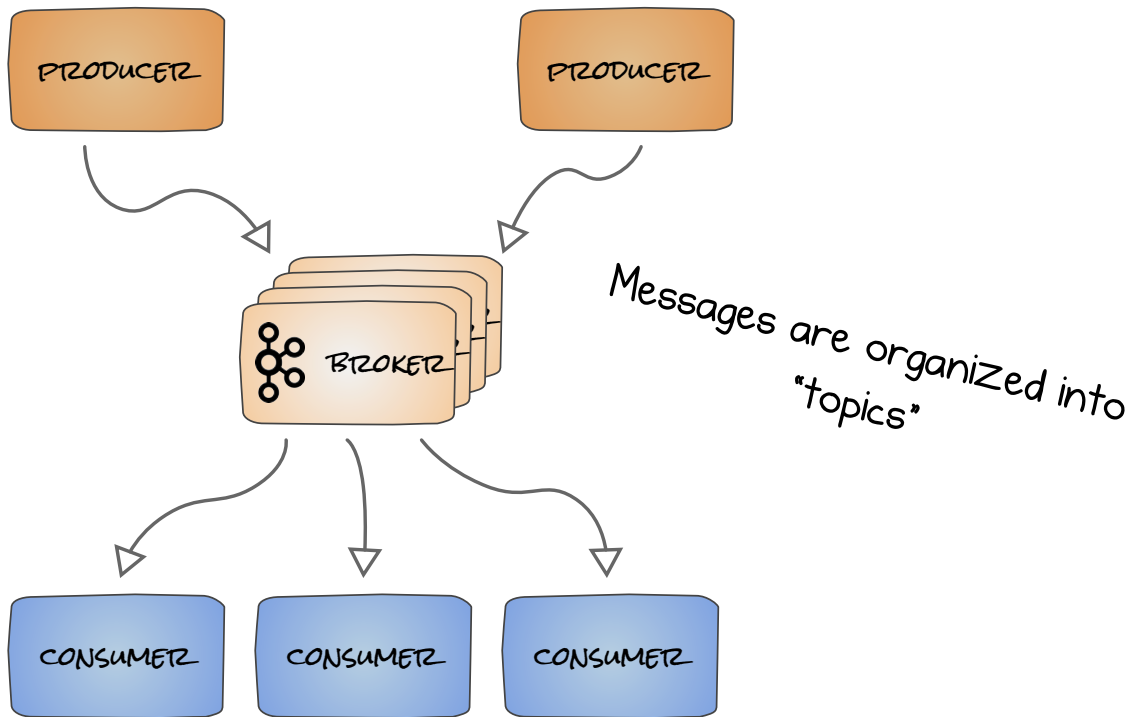 PRODUCER
PRODUCER
BROKER
Messages are organized into
“topics”
CONSUMER
CONSUMER
CONSUMER